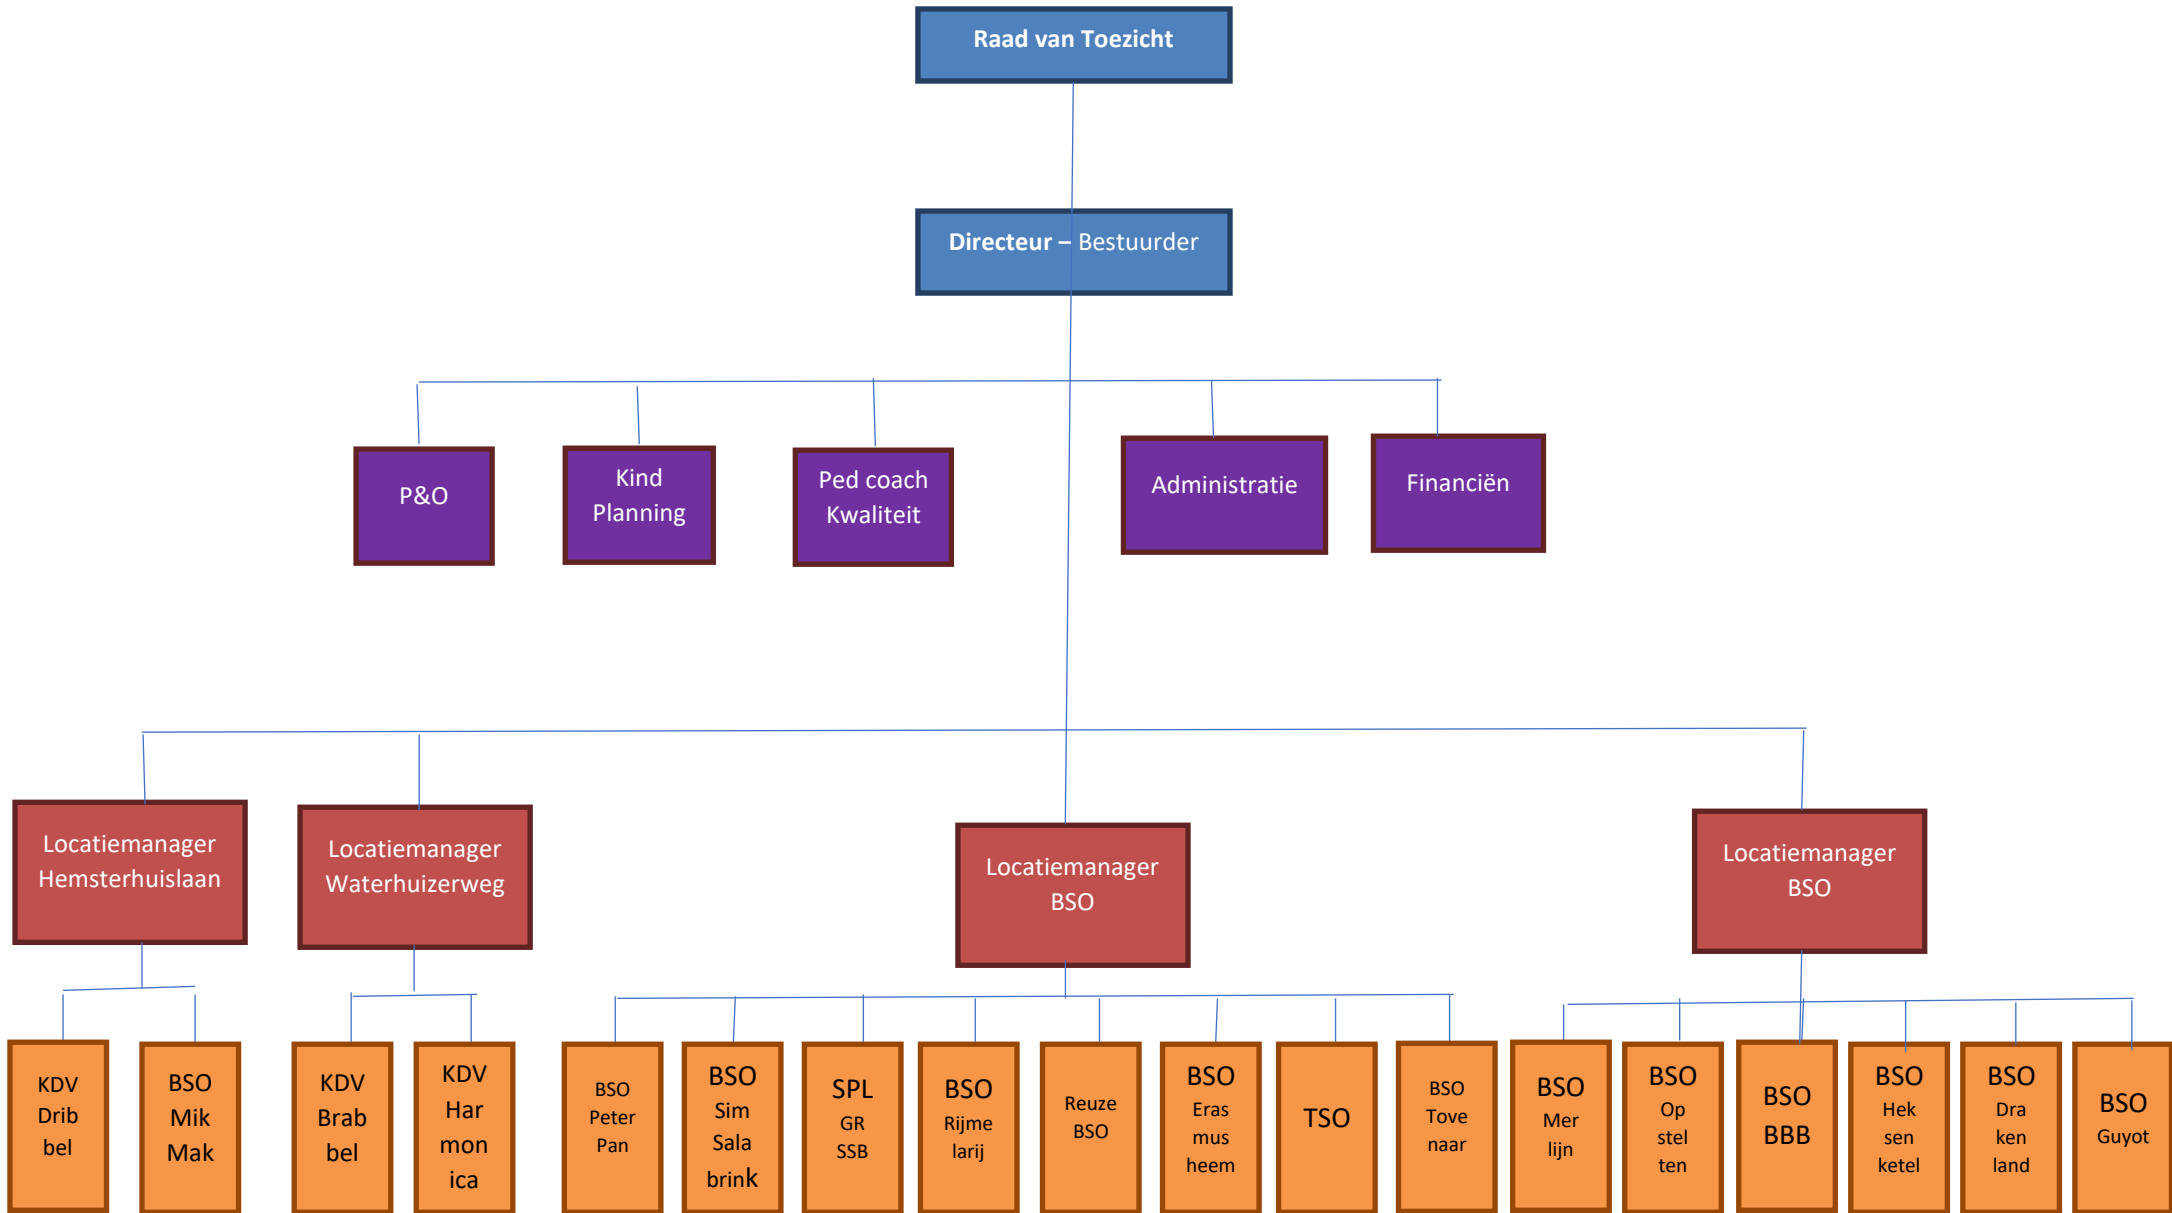 Raad van Toezicht
Directeur – Bestuurder
P&O
Kind
Planning
Ped coach
Kwaliteit
Administratie
Financiën
Locatiemanager
Hemsterhuislaan
Locatiemanager
Waterhuizerweg
Locatiemanager
BSO
Locatiemanager
BSO
KDV
Drib
bel
BSO
Mik
Mak
KDV
Brab
bel
KDV
Har
mon
ica
BSO
Peter
Pan
BSO
Sim
Sala
brink
SPL
GR
SSB
BSO
Rijme
larij
Reuze
BSO
BSO
Eras
mus
heem
TSO
BSO
Tove
naar
BSO
Mer
lijn
BSO
Op
stel
ten
BSO
BBB
BSO
Hek
sen
ketel
BSO
Dra
ken
land
BSO
Guyot